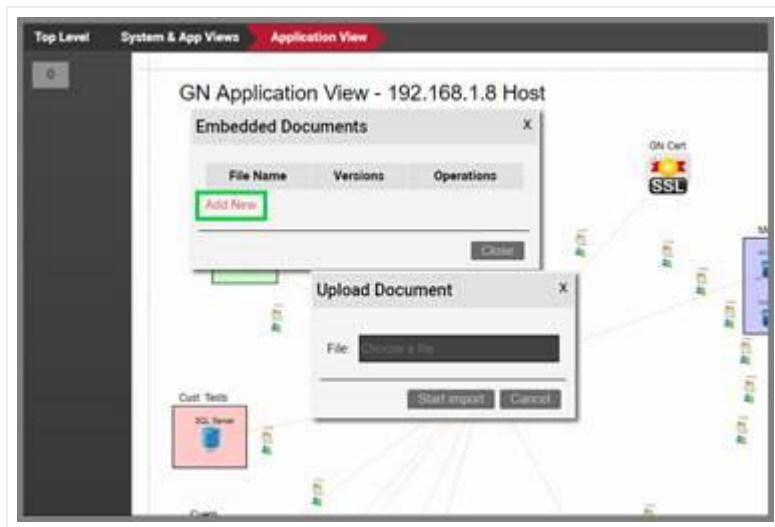 Top Level System & App Views Application View
0
GN Application View - 192.168.1.8 Host
Embedded Documents X
GN Cert
SSL
File Name Versions Operations
Add New
Close
Upload Document X
File: Choose a file
Start import Cancel
Cust. Tests
SQL Server